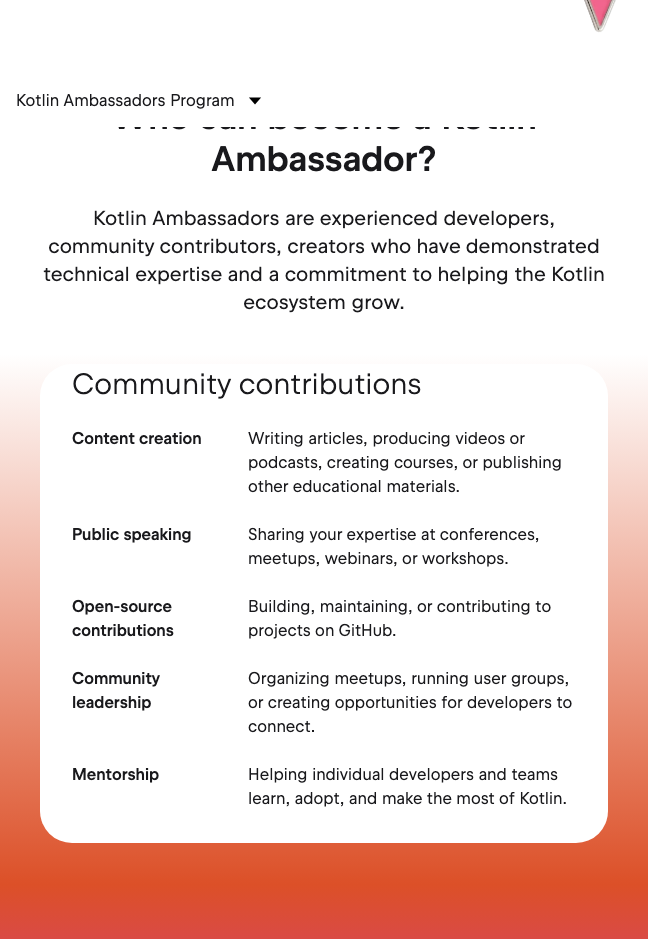 Kotlin Ambassadors Program
Who can become a Kotlin
Ambassador?
Kotlin Ambassadors are experienced developers,
community contributors, creators who have demonstrated
technical expertise and a commitment to helping the Kotlin
ecosystem grow.
Community contributions
Content creation
Writing articles, producing videos or
podcasts, creating courses, or publishing
other educational materials.
Public speaking
Sharing your expertise at conferences,
meetups, webinars, or workshops.
Open-source
contributions
Building, maintaining, or contributing to
projects on GitHub.
Community
leadership
Organizing meetups, running user groups,
or creating opportunities for developers to
connect.
Mentorship
Helping individual developers and teams
learn, adopt, and make the most of Kotlin.